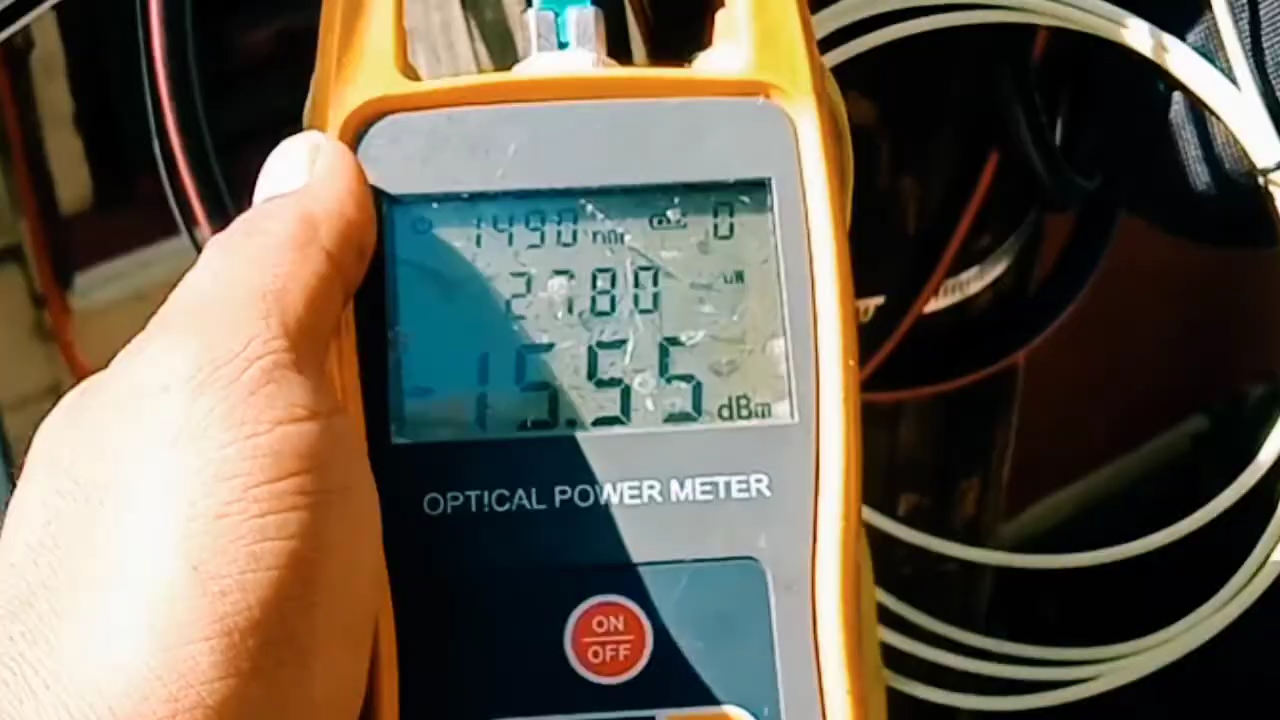 1490 nm 0
27.80 uW
-15.55 dBm
OPTICAL POWER METER
ON
OFF